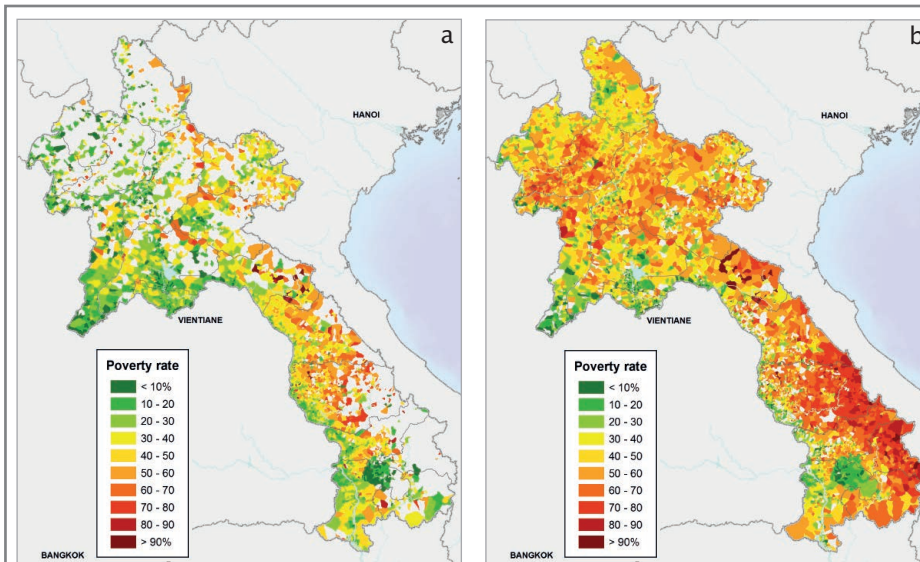 a
HANOI
VIENTIANE
Poverty rate
< 10%
10 - 20
20 - 30
30 - 40
40 - 50
50 - 60
60 - 70
70 - 80
80 - 90
> 90%
BANGKOK
b
HANOI
VIENTIANE
Poverty rate
< 10%
10 - 20
20 - 30
30 - 40
40 - 50
50 - 60
60 - 70
70 - 80
80 - 90
> 90%
BANGKOK